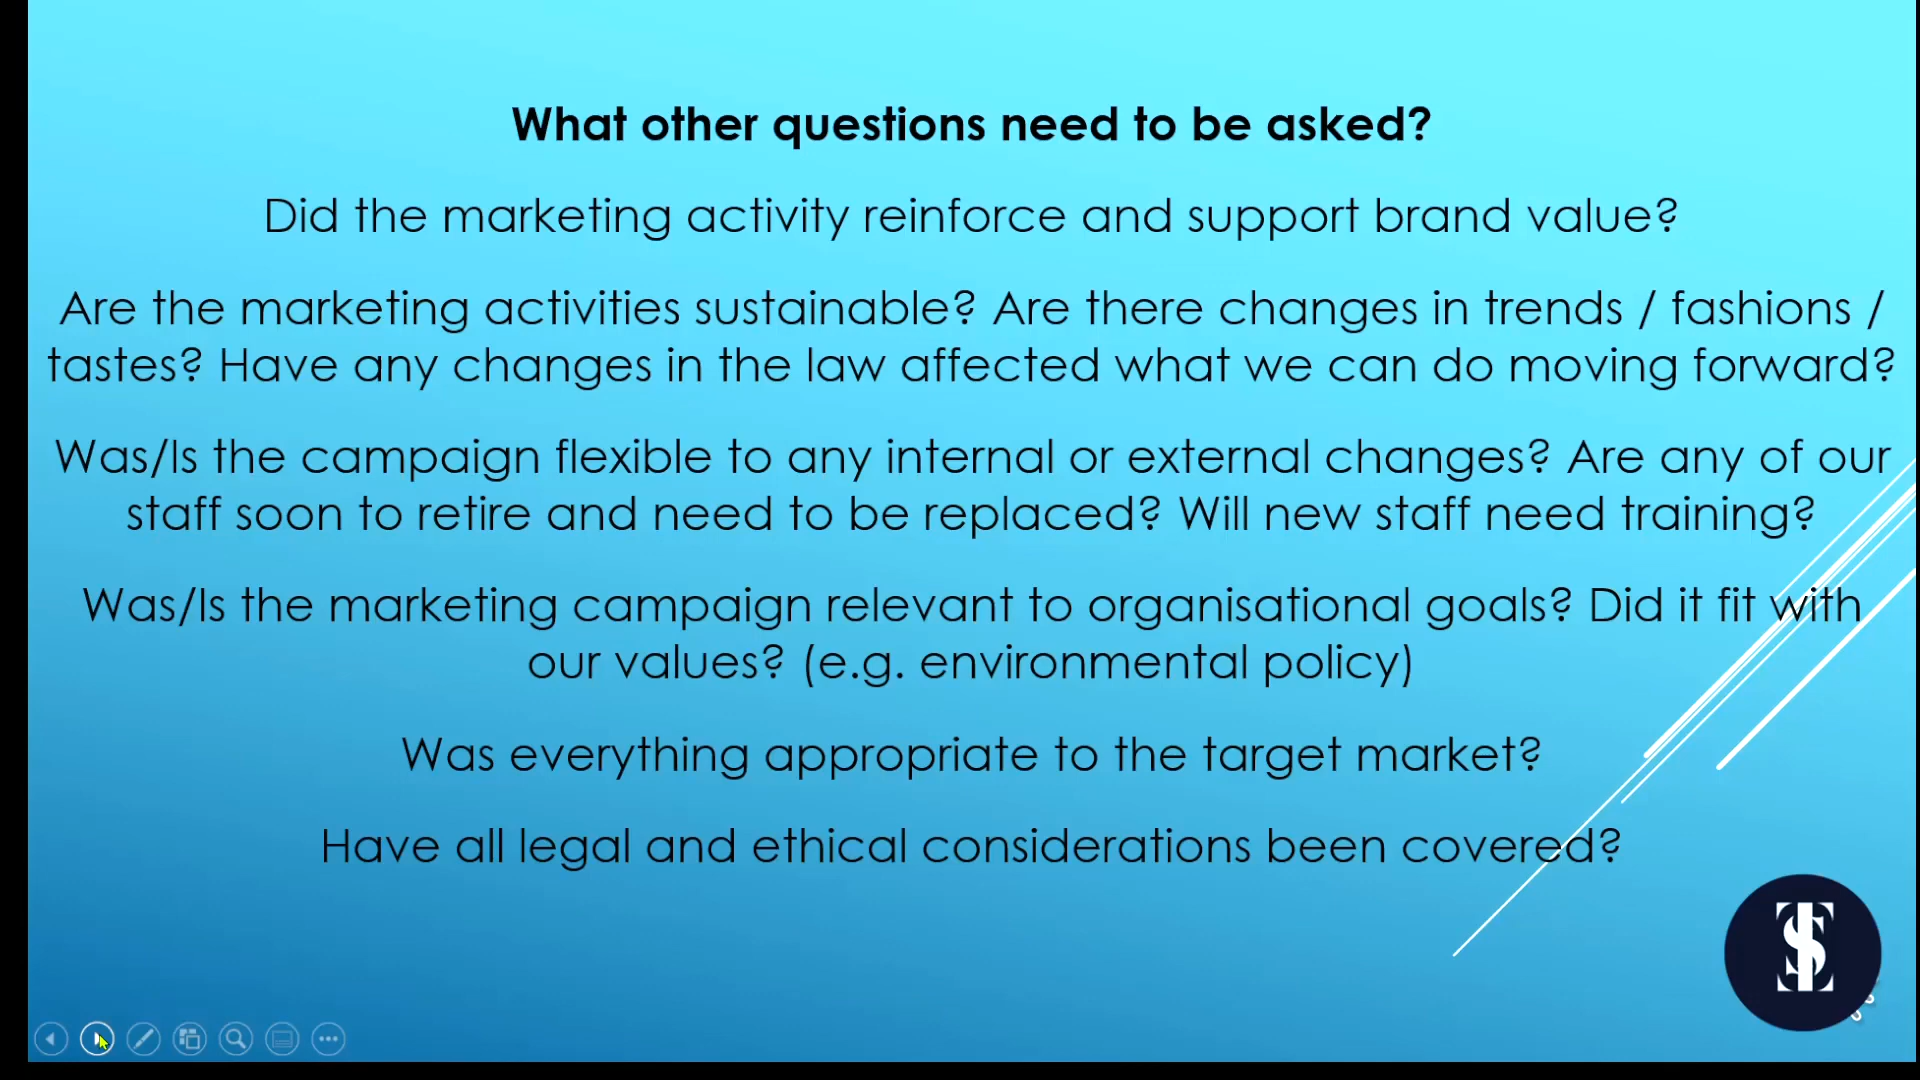 What other questions need to be asked?
Did the marketing activity reinforce and support brand value?
Are the marketing activities sustainable? Are there changes in trends / fashions /
tastes? Have any changes in the law affected what we can do moving forward?
Was/Is the campaign flexible to any internal or external changes? Are any of our
staff soon to retire and need to be replaced? Will new staff need training?
Was/Is the marketing campaign relevant to organisational goals? Did it fit with
our values? (e.g. environmental policy)
Was everything appropriate to the target market?
Have all legal and ethical considerations been covered?